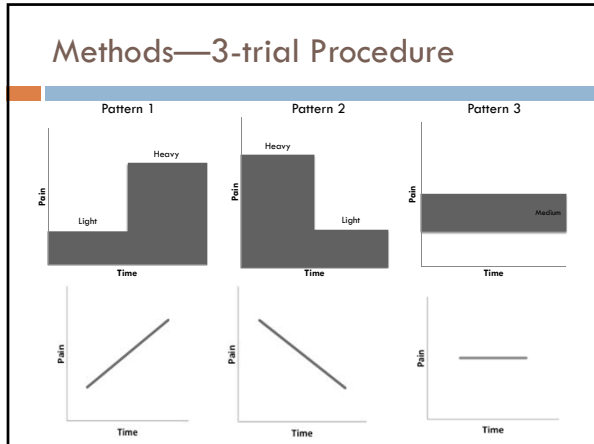 Methods—3-trial Procedure
Pattern 1
Pattern 2
Pattern 3
Pain
Light
Heavy
Time
Pain
Heavy
Light
Time
Pain
Medium
Time
Pain
Time
Pain
Time
Pain
Time